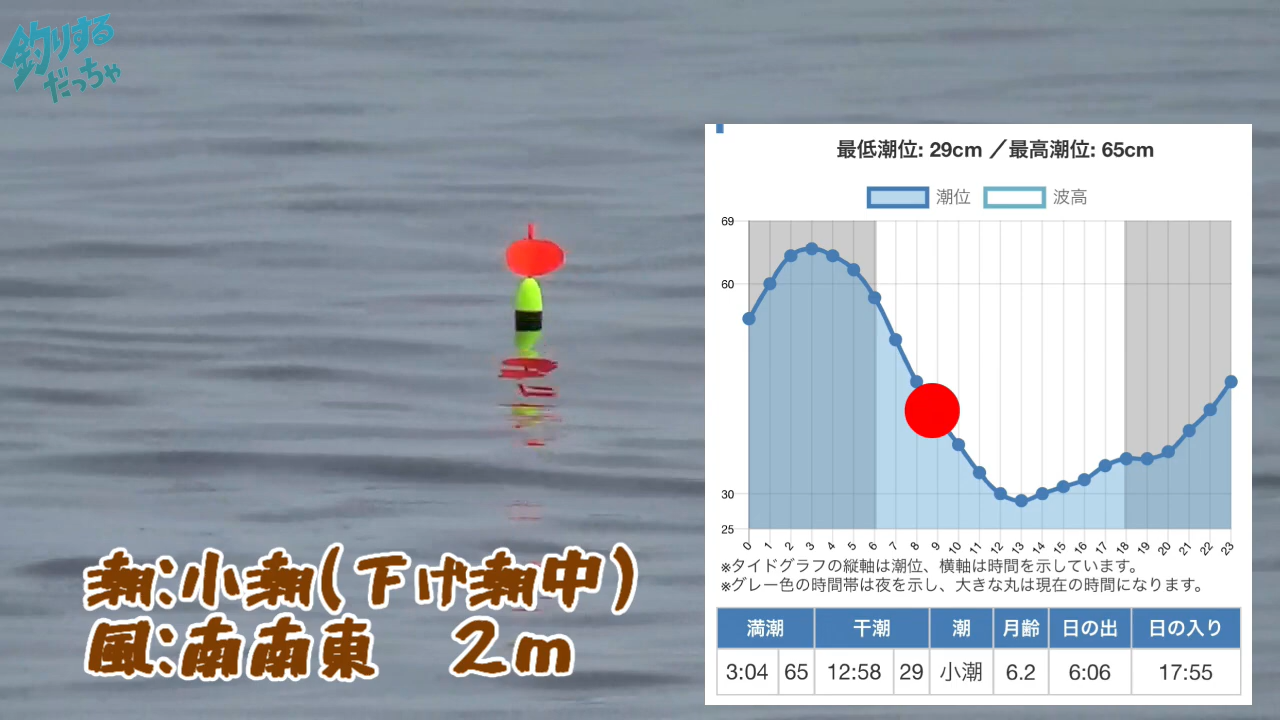 釣りする
だっちゃ
最低潮位: 29cm ／最高潮位: 65cm
潮位 波高
69
60
30
25
0 1 2 3 4 5 6 7 8 9 10 11 12 13 14 15 16 17 18 19 20 21 22 23
※タイドグラフの縦軸は潮位、横軸は時間を示しています。
※グレー色の時間帯は夜を示し、大きな丸は現在の時間になります。
満潮 干潮 潮 月齢 日の出 日の入り
3:04 65 12:58 29 小潮 6.2 6:06 17:55
潮:小潮(下げ潮中)
風:南南東 2m